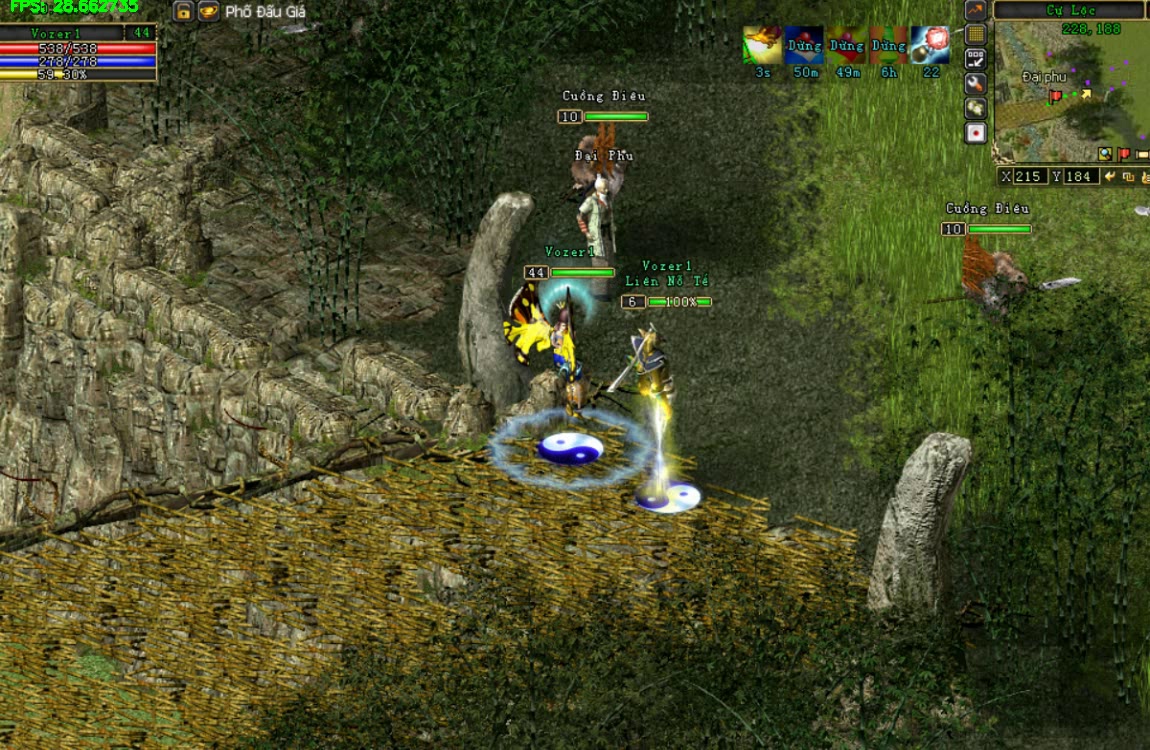 FPS: 28.662735
Phố Đấu Giá
Vozer1 44
538/538
278/278
59.30%
Dừng Dừng Dừng
3s 50m 49m 6h 22
Cự Lộc
228,188
Đại phu
X 215 Y 184
Cuồng Điêu
10
Đại Phu
Cuồng Điêu
10
Vozer1
44
Vozer1
Liên Nỗ Tế
6 100%